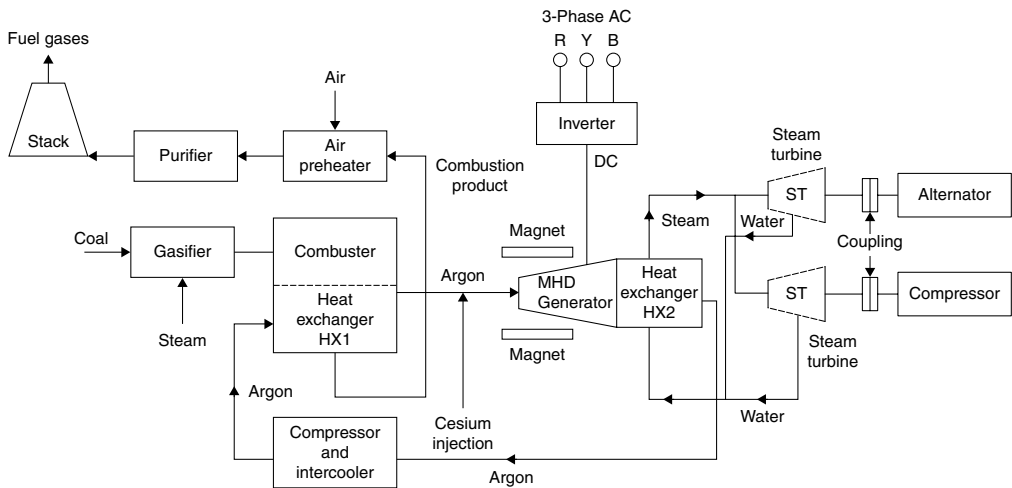 3-Phase AC
R Y B
Fuel gases
Air
Inverter
Stack
Purifier
Air
preheater
DC
Steam
turbine
Combustion
product
ST
Alternator
Steam
Water
Coal
Gasifier
Combuster
Magnet
Coupling
Argon
MHD
Generator
Heat
exchanger
HX2
ST
Compressor
Heat
exchanger
HX1
Steam
Magnet
Steam
turbine
Argon
Water
Cesium
injection
Compressor
and
intercooler
Argon